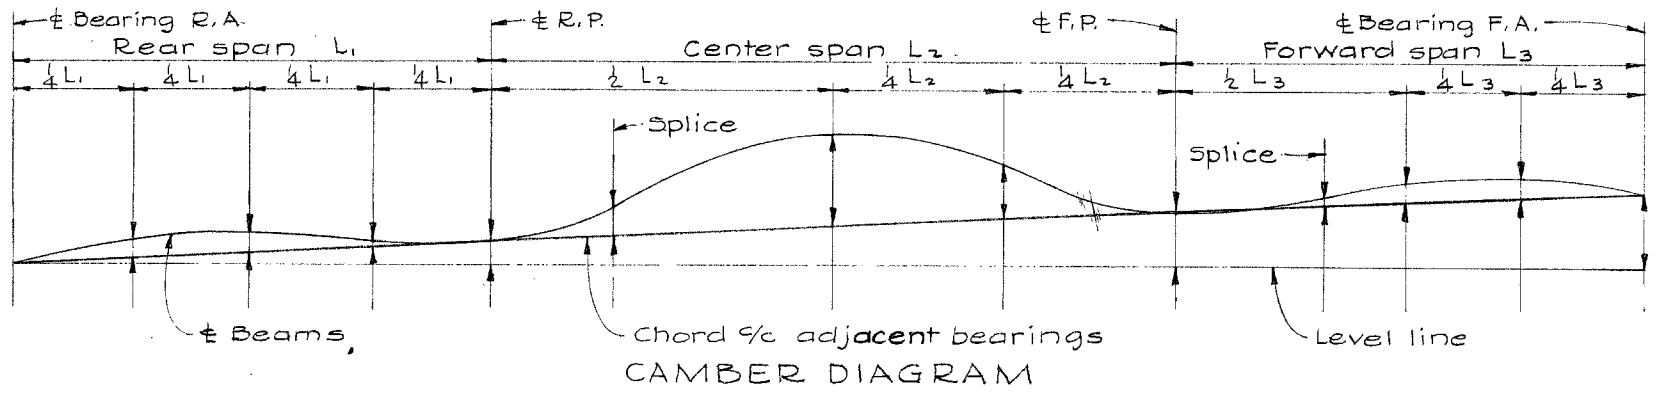 ℄ Bearing R.A.
℄ R.P.
℄ F.P.
℄ Bearing F.A.
Rear span L₁
Center span L₂
Forward span L₃
¼ L₁ ¼ L₁ ¼ L₁ ¼ L₁ ½ L₂ ¼ L₂ ¼ L₂ ½ L₃ ¼ L₃ ¼ L₃
Splice
Splice
℄ Beams
Chord c/c adjacent bearings
Level line
CAMBER DIAGRAM